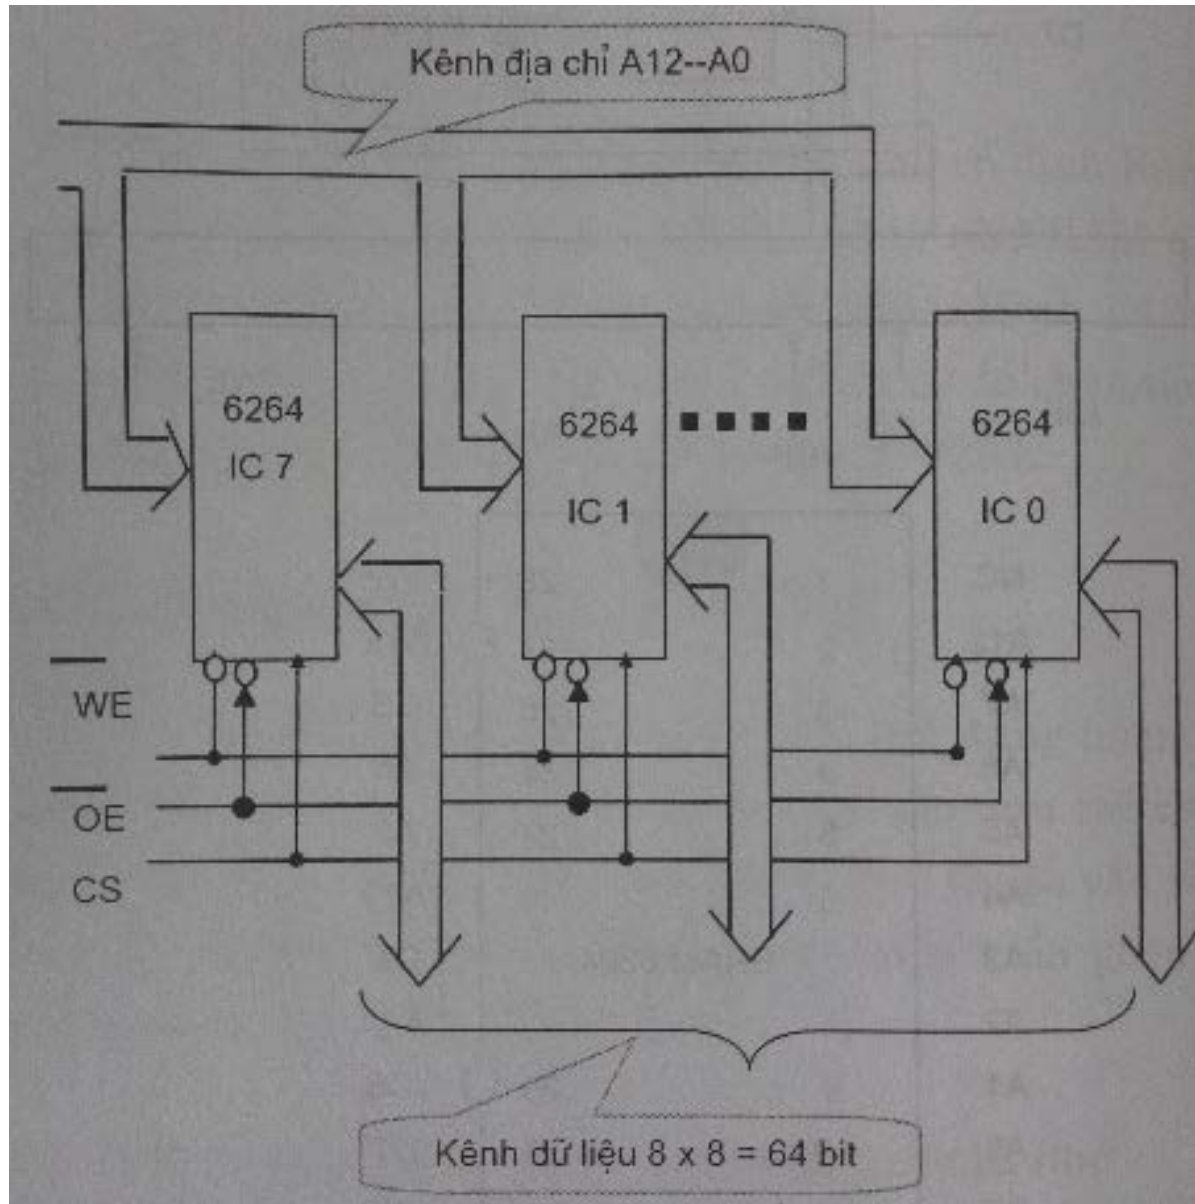 Kênh địa chỉ A12--A0
6264
IC 7
6264
IC 1
6264
IC 0
WE
OE
CS
Kênh dữ liệu 8 x 8 = 64 bit